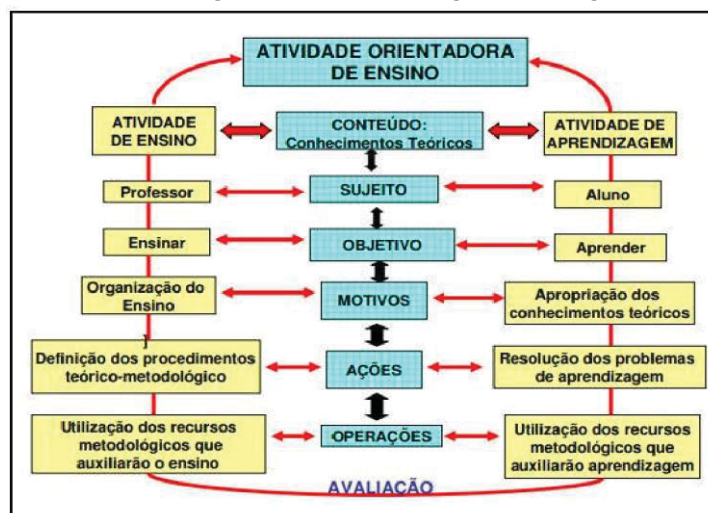 ATIVIDADE ORIENTADORA
DE ENSINO
ATIVIDADE
DE ENSINO
CONTEÚDO:
Conhecimentos Teóricos
ATIVIDADE DE
APRENDIZAGEM
Professor
SUJEITO
Aluno
Ensinar
OBJETIVO
Aprender
Organização do
Ensino
MOTIVOS
Apropriação dos
conhecimentos teóricos
Definição dos procedimentos
teórico-metodológico
AÇÕES
Resolução dos problemas
de aprendizagem
Utilização dos recursos
metodológicos que
auxiliarão o ensino
OPERAÇÕES
Utilização dos recursos
metodológicos que
auxiliarão aprendizagem
AVALIAÇÃO